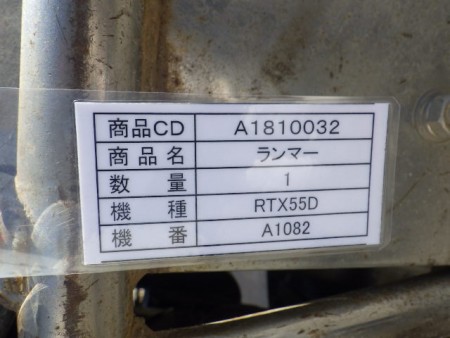 商品CD A1810032
商品名 ランマー
数量 1
機種 RTX55D
機番 A1082